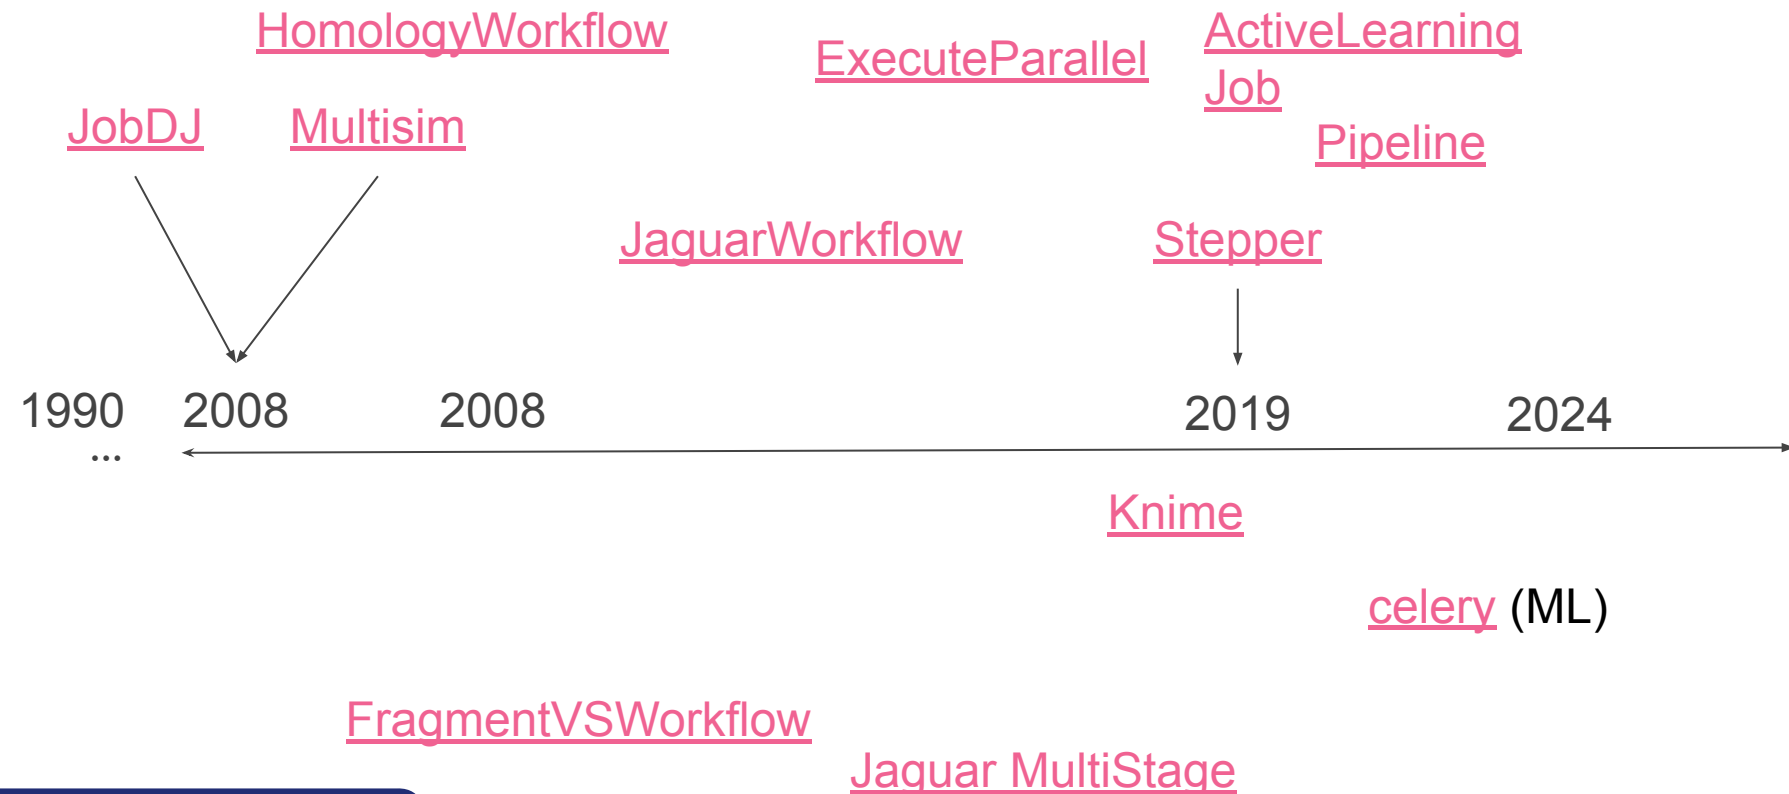 HomologyWorkflow
ExecuteParallel
ActiveLearning
Job
JobDJ
Multisim
Pipeline
JaguarWorkflow
Stepper
1990
...
2008
2008
2019
2024
Knime
celery (ML)
FragmentVSWorkflow
Jaguar MultiStage